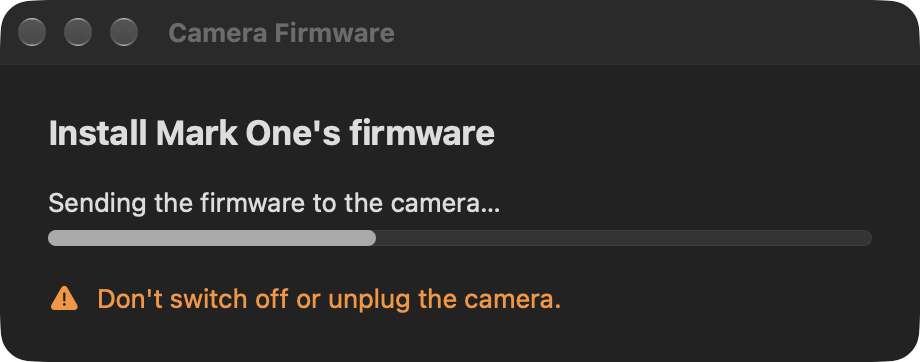 Camera Firmware
Install Mark One's firmware
Sending the firmware to the camera...
Don't switch off or unplug the camera.